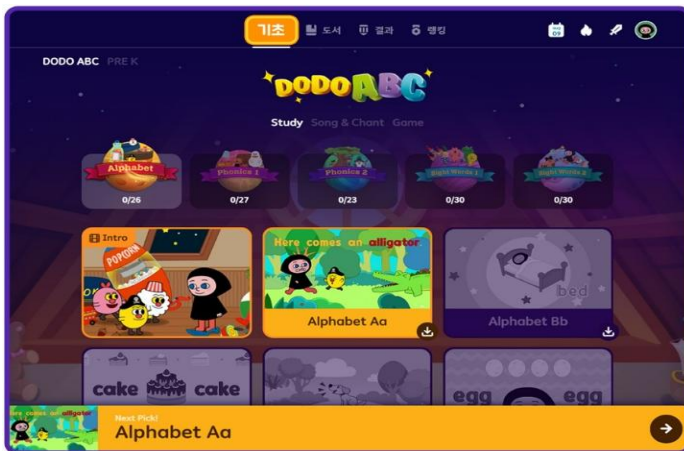 기초 도서 결과 랭킹
DODO ABC PRE K
DODO ABC
Study Song & Chant Game
Alphabet Phonics 1 Phonics 2 Sight Words 1 Sight Words 2
0/26 0/27 0/23 0/30 0/30
Intro
POPCORN
Here comes an alligator
bed
Alphabet Aa
Alphabet Bb
cake cake
egg egg
Here comes an alligator
Next Pick!
Alphabet Aa